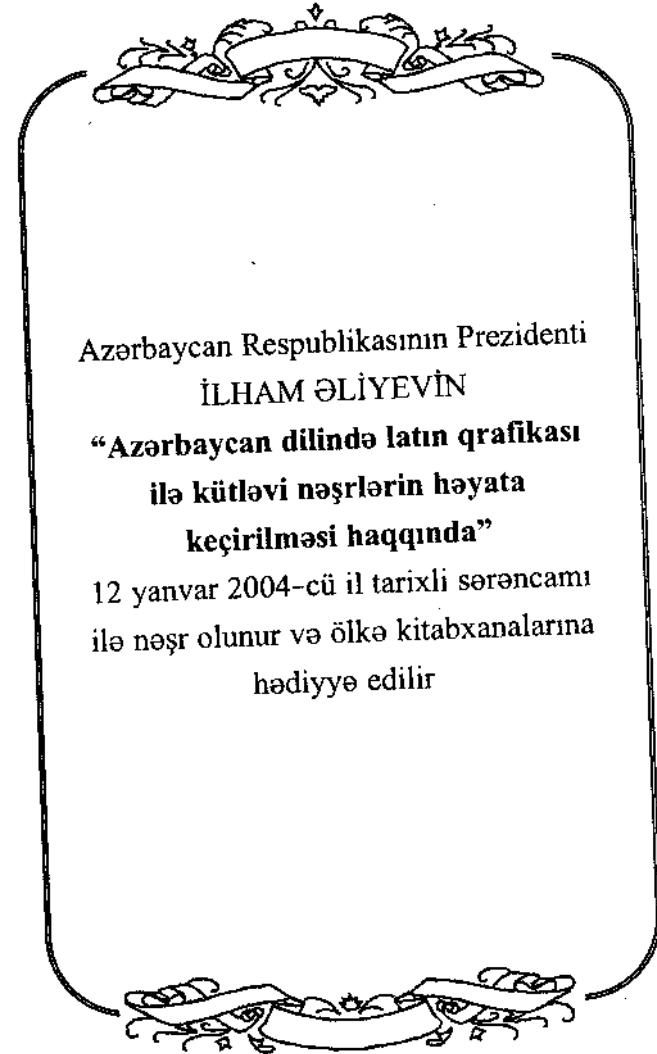 Azərbaycan Respublikasının Prezidenti
İLHAM ƏLİYEVİN
“Azərbaycan dilində latın qrafikası
ilə kütləvi nəşrlərin həyata
keçirilməsi haqqında”
12 yanvar 2004-cü il tarixli sərəncamı
ilə nəşr olunur və ölkə kitabxanalarına
hədiyyə edilir